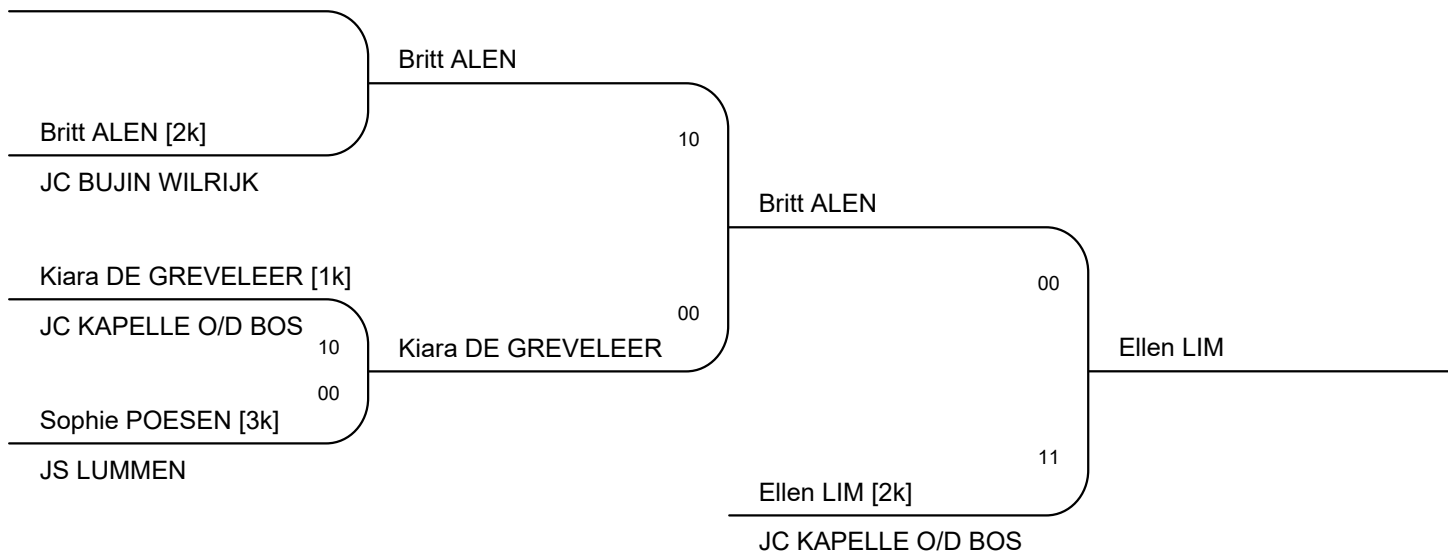 Britt ALEN
Britt ALEN [2k]
10
JC BUJIN WILRIJK
Britt ALEN
Kiara DE GREVELEER [1k]
00
JC KAPELLE O/D BOS
00
10
Kiara DE GREVELEER
Ellen LIM
00
Sophie POESEN [3k]
11
JS LUMMEN
Ellen LIM [2k]
JC KAPELLE O/D BOS